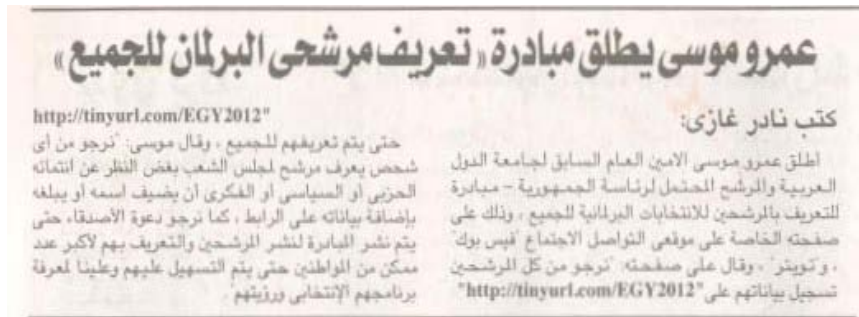 عمرو موسى يطلق مبادرة «تعريف مرشحى البرلمان للجميع»
كتب نادر غازى:
أطلق عمرو موسى الامين العام السابق لجامعة الدول
العربية والمرشح المحتمل لرئاسة الجمهورية - مبادرة
للتعريف بالمرشحين للانتخابات البرلمانية للجميع ، وذلك على
صفحته الخاصة على موقعى التواصل الاجتماع "فيس بوك"
، و"تويتر" ، وقال على صفحته: "نرجو من كل المرشحين
تسجيل بياناتهم على "http://tinyurl.com/EGY2012"
http://tinyurl.com/EGY2012"
حتى يتم تعريفهم للجميع ، وقال موسى: "نرجو من أى
شخص يعرف مرشح لمجلس الشعب بغض النظر عن انتمائه
الحزبى أو السياسى أو الفكرى أن يضيف اسمه أو يبلغه
بإضافة بياناته على الرابط ، كما نرجو دعوة الأصدقاء حتى
يتم نشر المبادرة لنشر المرشحين والتعريف بهم لأكبر عدد
ممكن من المواطنين حتى يتم التسهيل عليهم وعلينا لمعرفة
برنامجهم الإنتخابى ورؤيتهم"